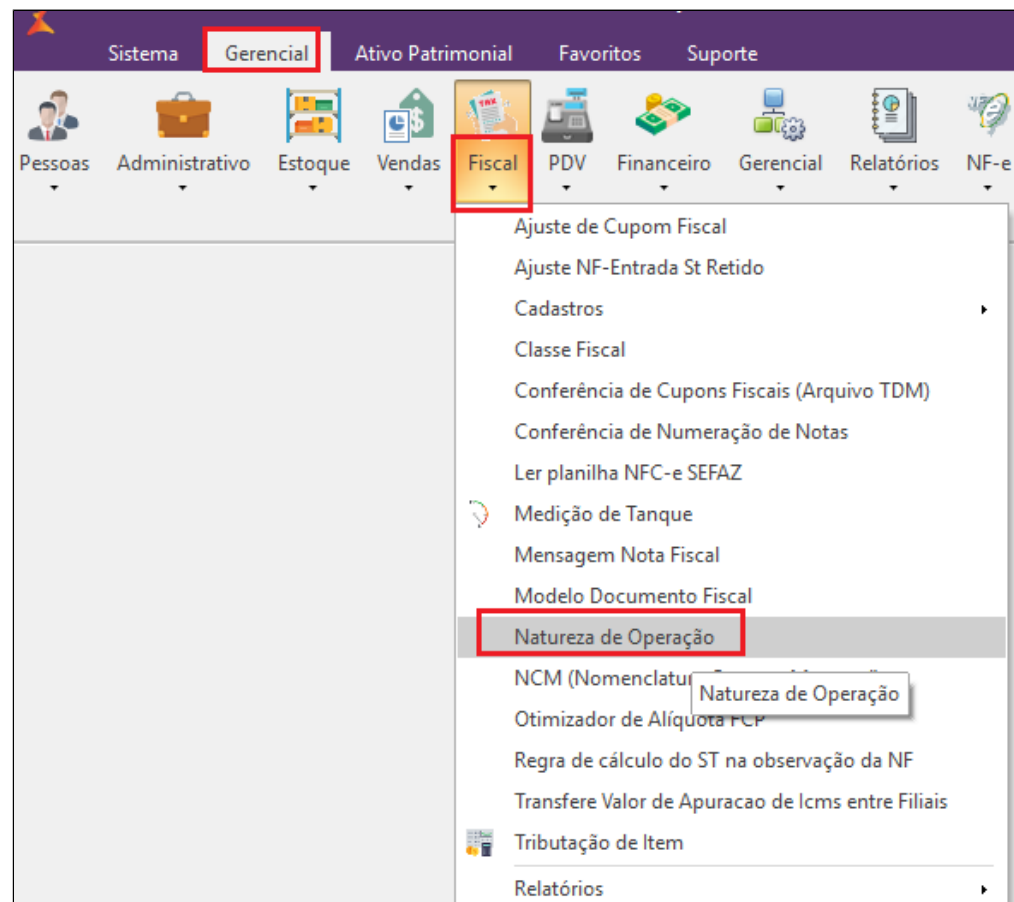 Sistema Gerencial Ativo Patrimonial Favoritos Suporte
TAX
Pessoas Administrativo Estoque Vendas Fiscal PDV Financeiro Gerencial Relatórios NF-e
Ajuste de Cupom Fiscal
Ajuste NF-Entrada St Retido
Cadastros
Classe Fiscal
Conferência de Cupons Fiscais (Arquivo TDM)
Conferência de Numeração de Notas
Ler planilha NFC-e SEFAZ
Medição de Tanque
Mensagem Nota Fiscal
Modelo Documento Fiscal
Natureza de Operação
NCM (Nomenclatur
Natureza de Operação
Otimizador de Alíquota FCP
Regra de cálculo do ST na observação da NF
Transfere Valor de Apuracao de Icms entre Filiais
Tributação de Item
Relatórios